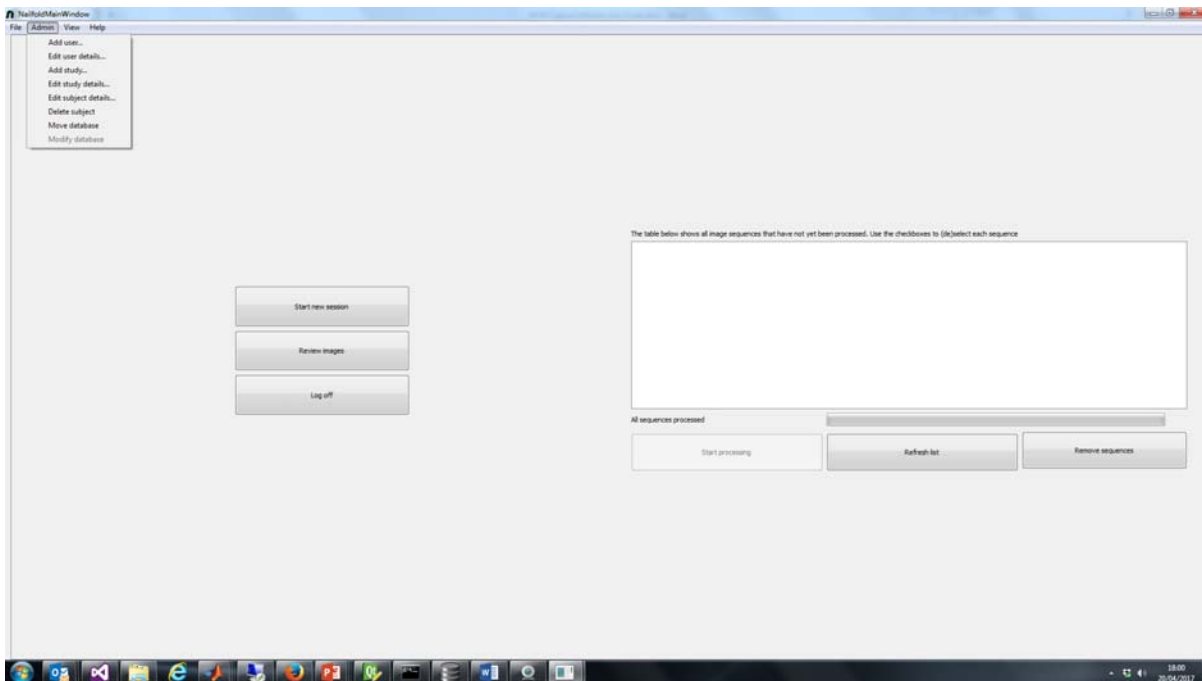 NailfoldMainWindow
File Admin View Help
Add user...
Edit user details...
Add study...
Edit study details...
Edit subject details...
Delete subject
Move database
Modify database
The table below shows all image sequences that have not yet been processed. Use the checkboxes to (de)select each sequence
Start new session
Review images
Log off
All sequences processed
Start processing
Refresh list
Remove sequences
18:00
20/04/2017